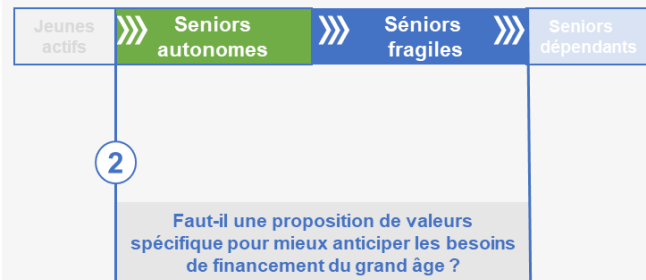 Jeunes actifs
Seniors autonomes
Séniors fragiles
Seniors dépendants
2
Faut-il une proposition de valeurs
spécifique pour mieux anticiper les besoins
de financement du grand âge ?